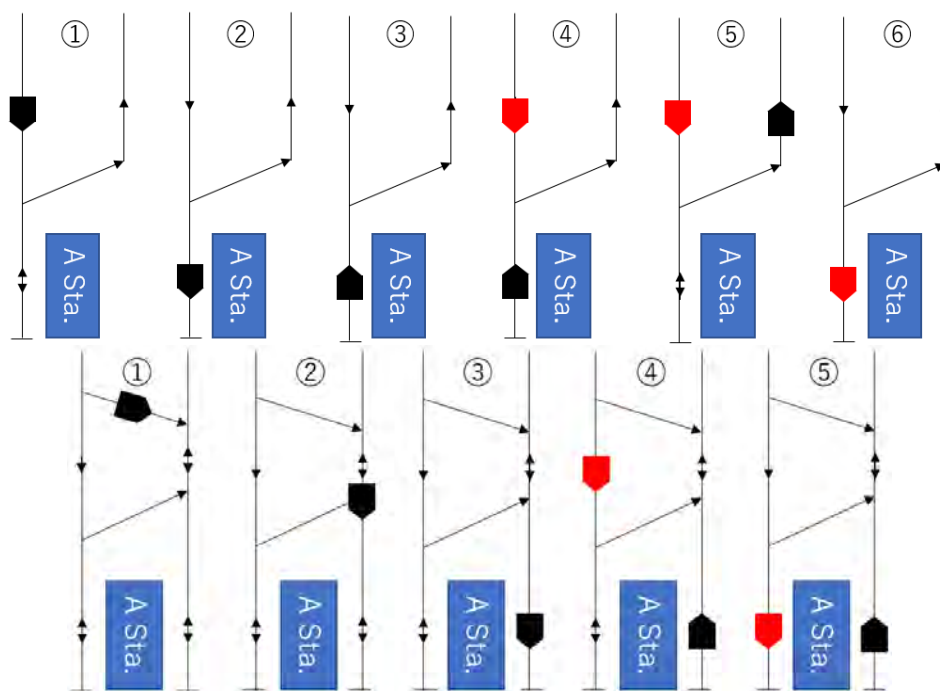 ① ② ③ ④ ⑤ ⑥
A Sta. A Sta. A Sta. A Sta. A Sta. A Sta.
① ② ③ ④ ⑤
A Sta. A Sta. A Sta. A Sta. A Sta.